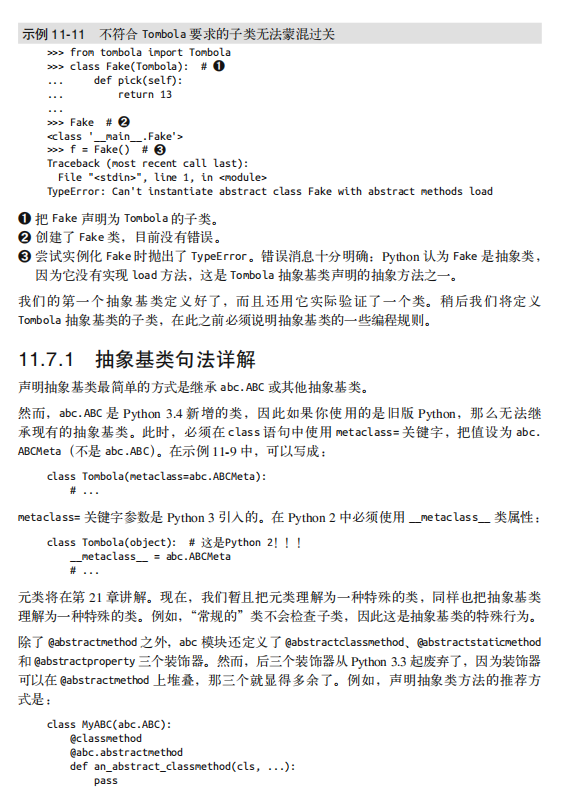 示例 11-11 不符合 Tombola 要求的子类无法蒙混过关
>>> from tombola import Tombola
>>> class Fake(Tombola): # ❶
... def pick(self):
... return 13
...
>>> Fake # ❷
<class '__main__.Fake'>
>>> f = Fake() # ❸
Traceback (most recent call last):
File "<stdin>", line 1, in <module>
TypeError: Can't instantiate abstract class Fake with abstract methods load
❶ 把 Fake 声明为 Tombola 的子类。
❷ 创建了 Fake 类，目前没有错误。
❸ 尝试实例化 Fake 时抛出了 TypeError。错误消息十分明确：Python 认为 Fake 是抽象类，
因为它没有实现 load 方法，这是 Tombola 抽象基类声明的抽象方法之一。
我们的第一个抽象基类定义好了，而且还用它实际验证了一个类。稍后我们将定义
Tombola 抽象基类的子类，在此之前必须说明抽象基类的一些编程规则。
11.7.1 抽象基类句法详解
声明抽象基类最简单的方式是继承 abc.ABC 或其他抽象基类。
然而，abc.ABC 是 Python 3.4 新增的类，因此如果你使用的是旧版 Python，那么无法继
承现有的抽象基类。此时，必须在 class 语句中使用 metaclass= 关键字，把值设为 abc.
ABCMeta（不是 abc.ABC）。在示例 11-9 中，可以写成：
class Tombola(metaclass=abc.ABCMeta):
# ...
metaclass= 关键字参数是 Python 3 引入的。在 Python 2 中必须使用 __metaclass__ 类属性：
class Tombola(object): # 这是Python 2！！！
__metaclass__ = abc.ABCMeta
# ...
元类将在第 21 章讲解。现在，我们暂且把元类理解为一种特殊的类，同样也把抽象基类
理解为一种特殊的类。例如，“常规的”类不会检查子类，因此这是抽象基类的特殊行为。
除了 @abstractmethod 之外，abc 模块还定义了 @abstractclassmethod、@abstractstaticmethod
和 @abstractproperty 三个装饰器。然而，后三个装饰器从 Python 3.3 起废弃了，因为装饰器
可以在 @abstractmethod 上堆叠，那三个就显得多余了。例如，声明抽象类方法的推荐方
式是：
class MyABC(abc.ABC):
@classmethod
@abc.abstractmethod
def an_abstract_classmethod(cls, ...):
pass